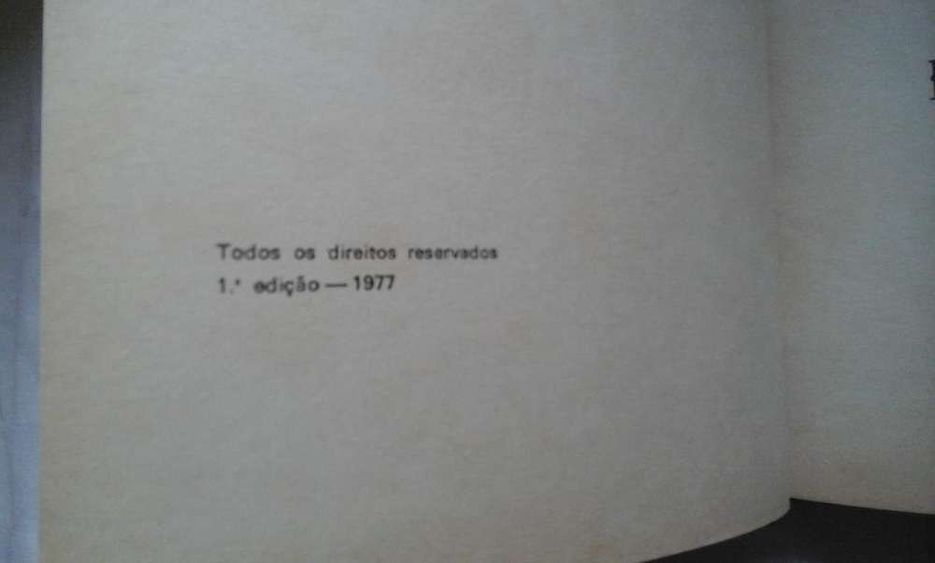 Todos os direitos reservados
1.ª edição — 1977